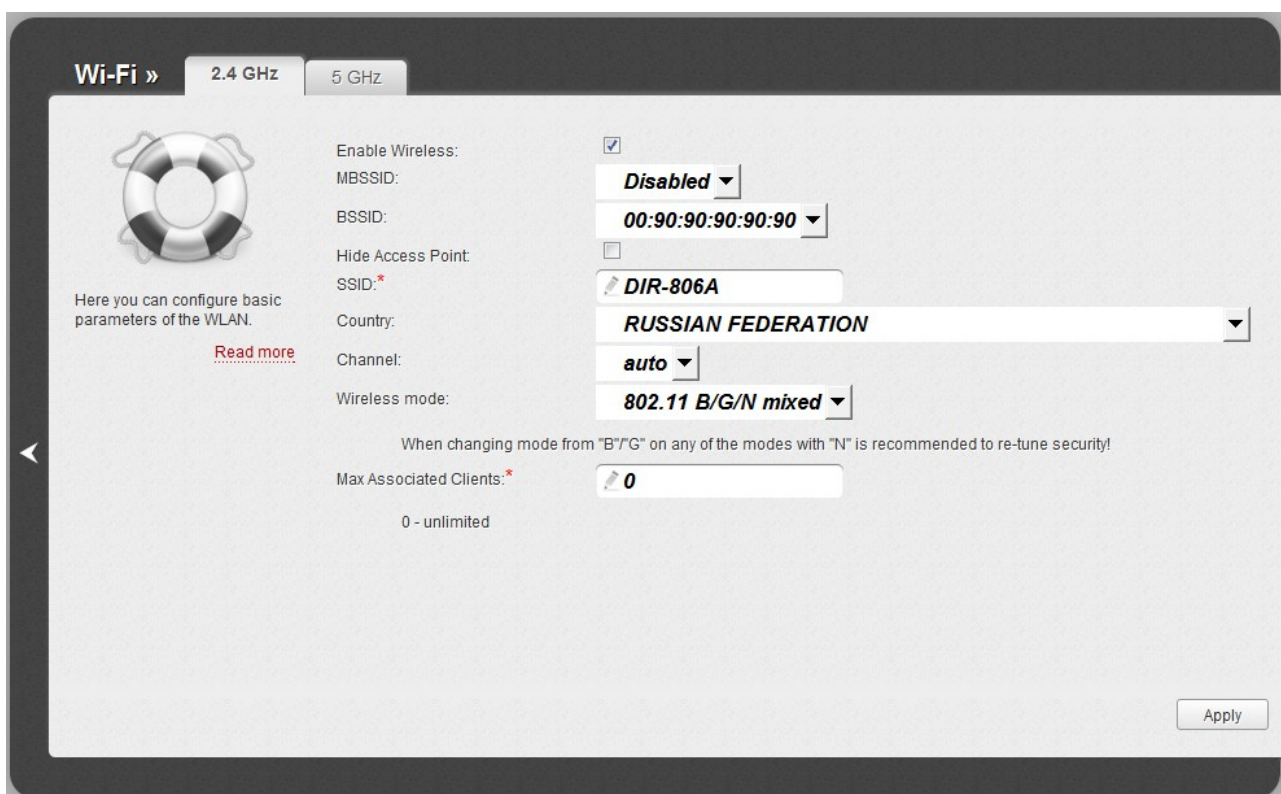 Wi-Fi »
2.4 GHz
5 GHz
Here you can configure basic
parameters of the WLAN.
Read more
Enable Wireless:
MBSSID: Disabled
BSSID: 00:90:90:90:90:90
Hide Access Point:
SSID:* DIR-806A
Country: RUSSIAN FEDERATION
Channel: auto
Wireless mode: 802.11 B/G/N mixed
When changing mode from "B"/"G" on any of the modes with "N" is recommended to re-tune security!
Max Associated Clients:* 0
0 - unlimited
Apply